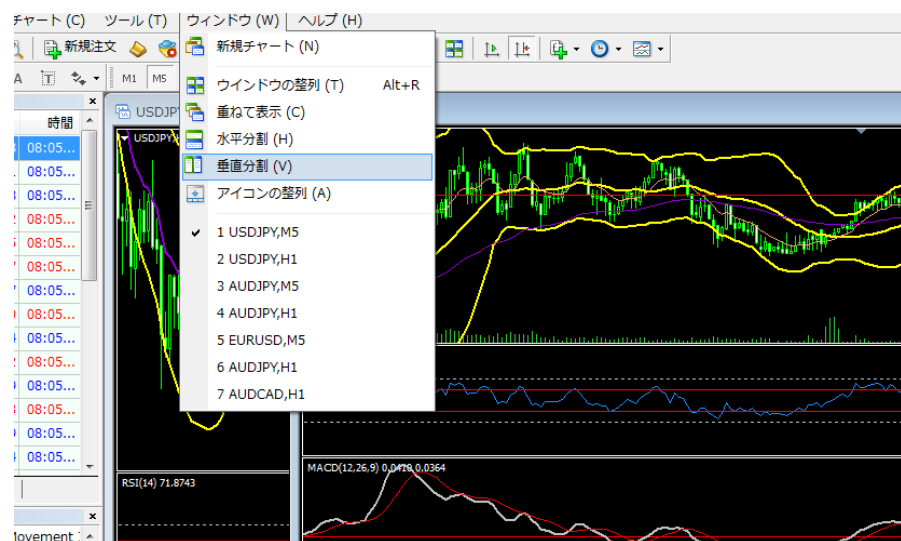 チャート (C) ツール (T) ウィンドウ (W) ヘルプ (H)
新規注文
新規チャート (N)
A T M1 M5
ウインドウの整列 (T) Alt+R
重ねて表示 (C)
水平分割 (H)
垂直分割 (V)
アイコンの整列 (A)
1 USDJPY,M5
2 USDJPY,H1
3 AUDJPY,M5
4 AUDJPY,H1
5 EURUSD,M5
6 AUDJPY,H1
7 AUDCAD,H1
時間
08:05...
08:05...
08:05...
08:05...
08:05...
08:05...
08:05...
08:05...
08:05...
08:05...
08:05...
08:05...
08:05...
08:05...
USDJPY
USDJPY
RSI(14) 71.8743
MACD(12,26,9) 0.0410 0.0364
Movement